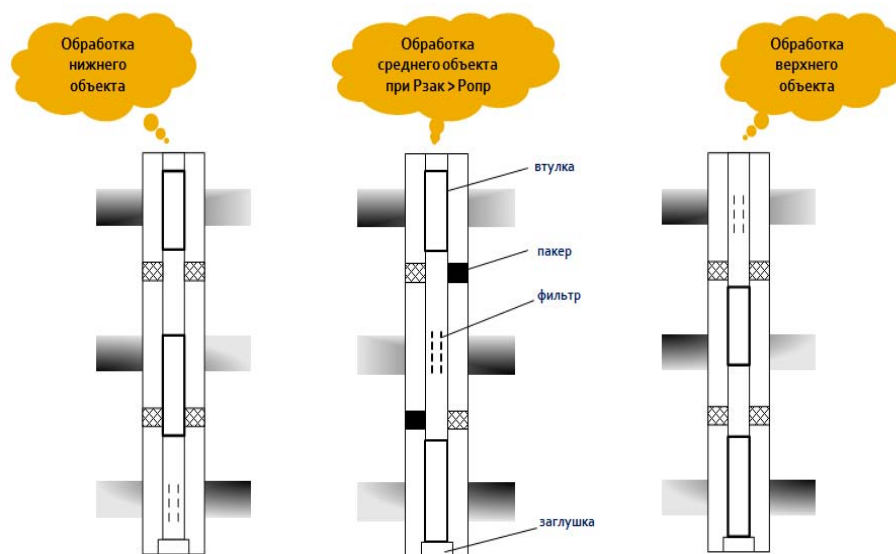 Обработка
нижнего
объекта
Обработка
среднего объекта
при Рзак > Ропр
Обработка
верхнего
объекта
втулка
пакер
фильтр
заглушка